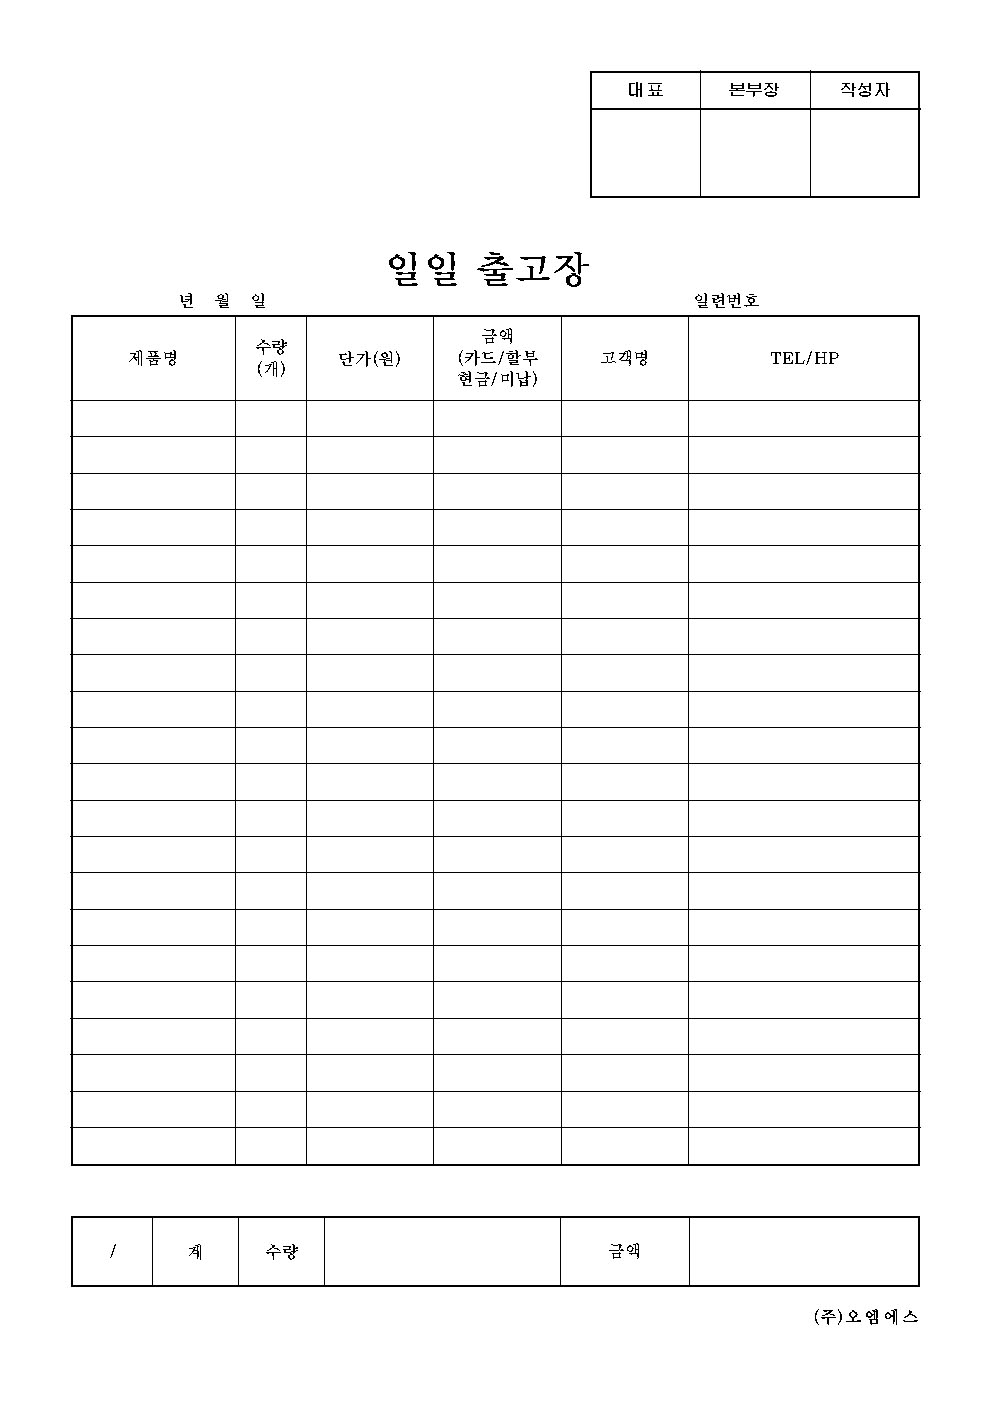 대표 본부장 작성자
일일 출고장
년 월 일 일련번호
제품명 수량 (개) 단가(원) 금액 (카드/할부 현금/미납) 고객명 TEL/HP
/ 계 수량 금액
(주)오엠에스